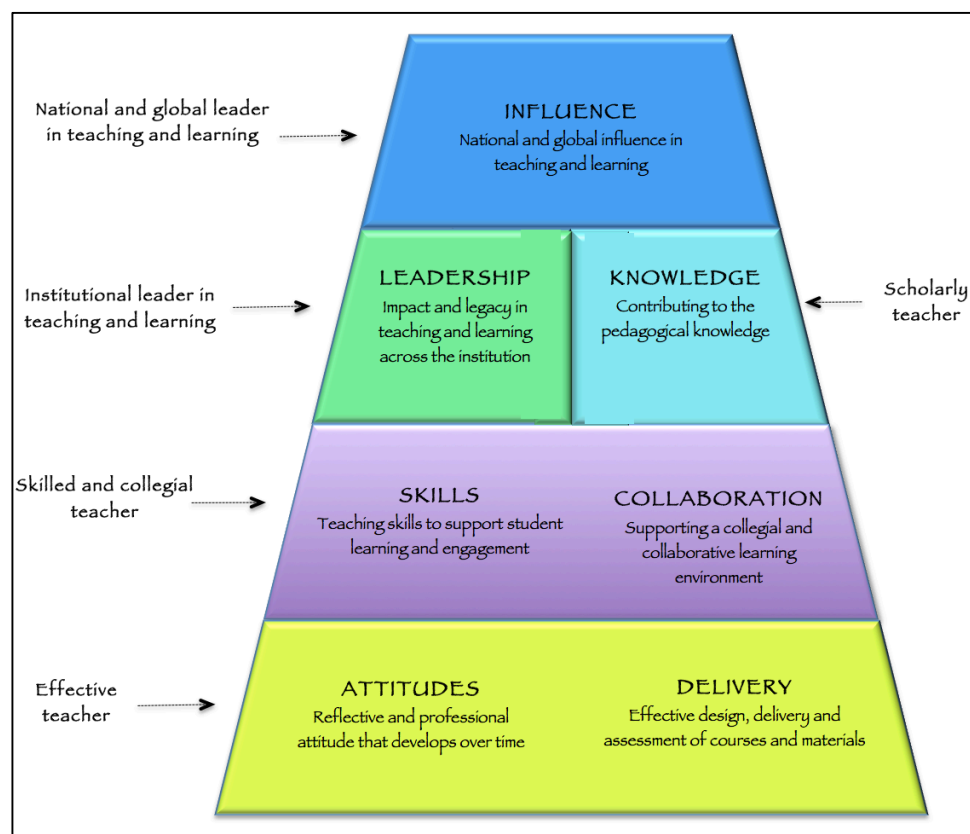 National and global leader
in teaching and learning
INFLUENCE
National and global influence in
teaching and learning
Institutional leader in
teaching and learning
LEADERSHIP
Impact and legacy in
teaching and learning
across the institution
KNOWLEDGE
Contributing to the
pedagogical knowledge
Scholarly
teacher
Skilled and collegial
teacher
SKILLS
Teaching skills to support student
learning and engagement
COLLABORATION
Supporting a collegial and
collaborative learning
environment
Effective
teacher
ATTITUDES
Reflective and professional
attitude that develops over time
DELIVERY
Effective design, delivery and
assessment of courses and materials